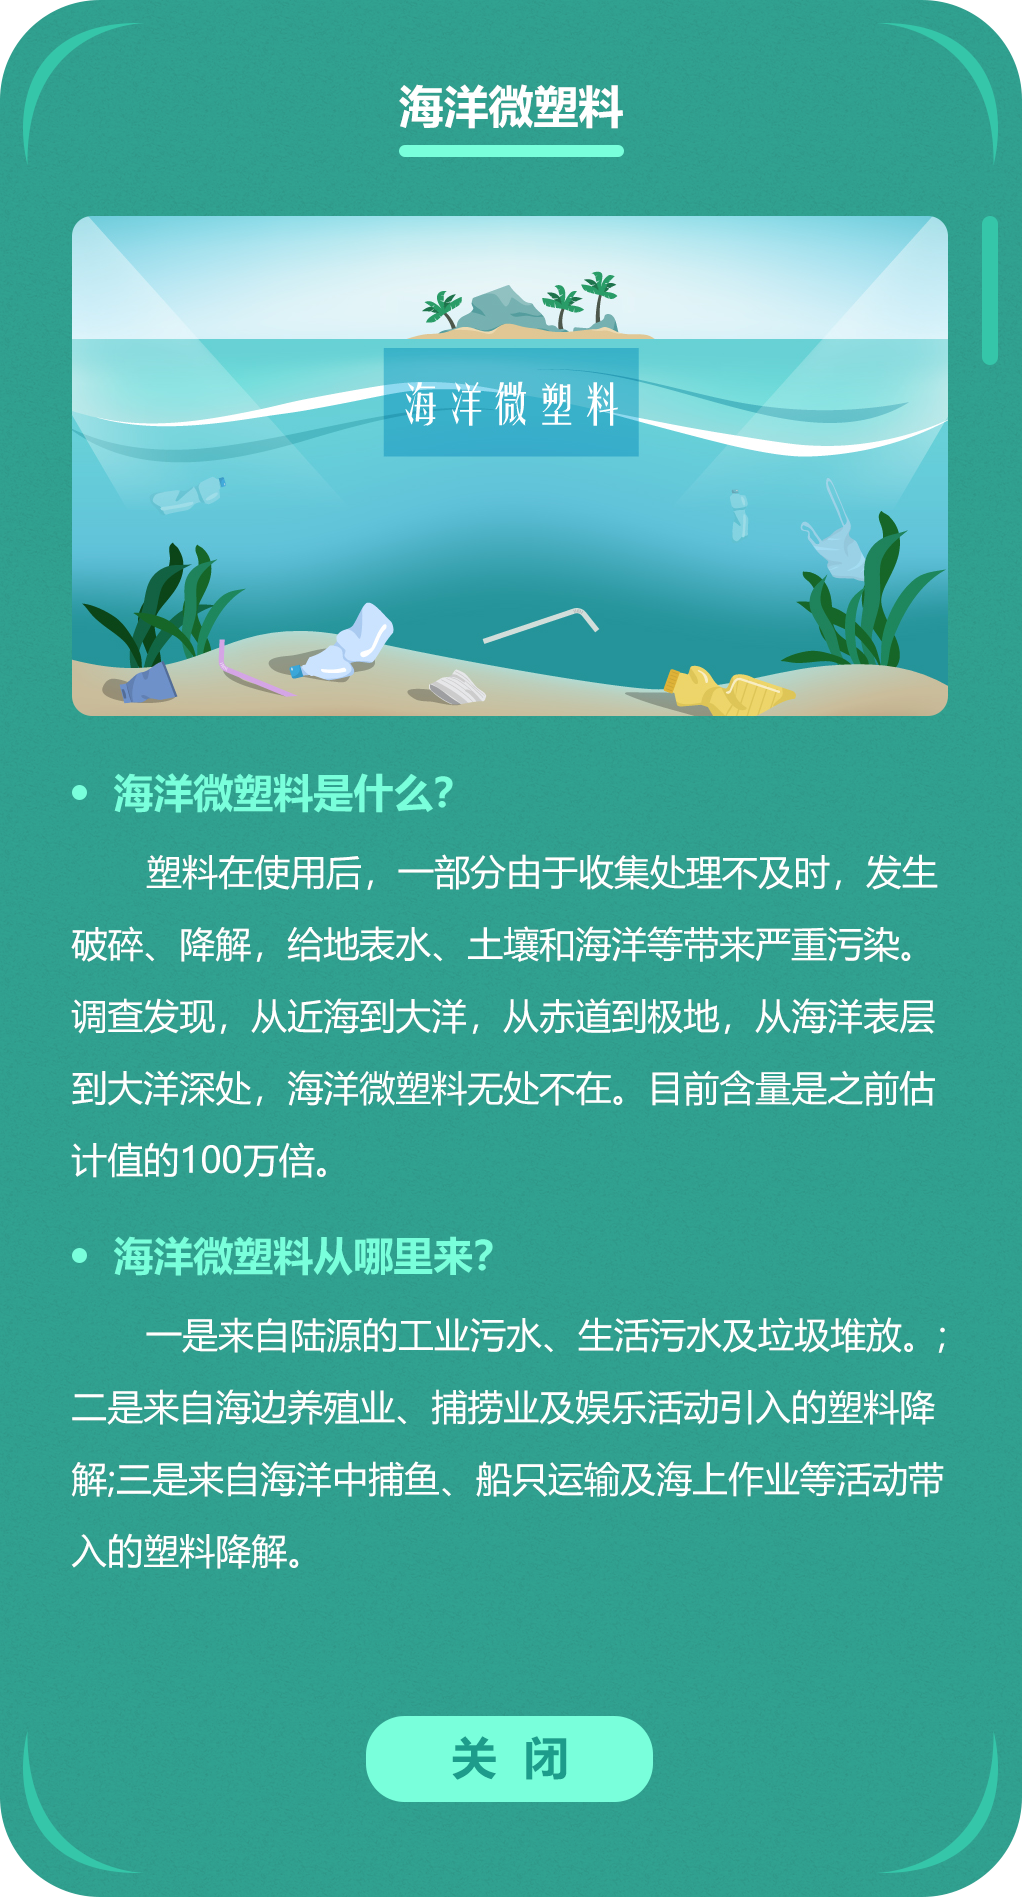 海洋微塑料
海洋微塑料
• 海洋微塑料是什么?
塑料在使用后，一部分由于收集处理不及时，发生
破碎、降解，给地表水、土壤和海洋等带来严重污染。
调查发现，从近海到大洋，从赤道到极地，从海洋表层
到大洋深处，海洋微塑料无处不在。目前含量是之前估
计值的100万倍。
• 海洋微塑料从哪里来?
一是来自陆源的工业污水、生活污水及垃圾堆放。;
二是来自海边养殖业、捕捞业及娱乐活动引入的塑料降
解;三是来自海洋中捕鱼、船只运输及海上作业等活动带
入的塑料降解。
关 闭